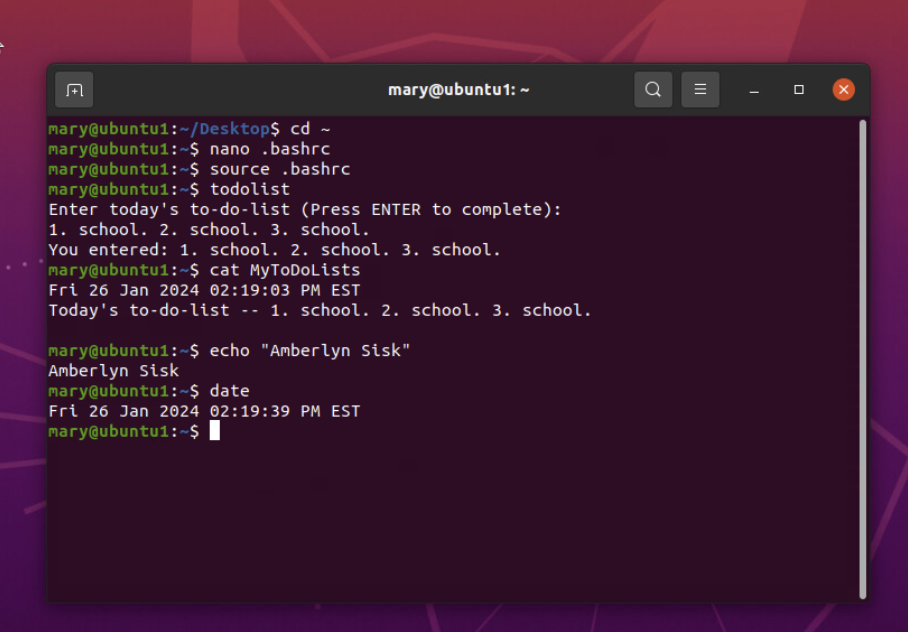 mary@ubuntu1: ~
mary@ubuntu1:~/Desktop$ cd ~
mary@ubuntu1:~$ nano .bashrc
mary@ubuntu1:~$ source .bashrc
mary@ubuntu1:~$ todolist
Enter today's to-do-list (Press ENTER to complete):
1. school. 2. school. 3. school.
You entered: 1. school. 2. school. 3. school.
mary@ubuntu1:~$ cat MyToDoLists
Fri 26 Jan 2024 02:19:03 PM EST
Today's to-do-list -- 1. school. 2. school. 3. school.
mary@ubuntu1:~$ echo "Amberlyn Sisk"
Amberlyn Sisk
mary@ubuntu1:~$ date
Fri 26 Jan 2024 02:19:39 PM EST
mary@ubuntu1:~$